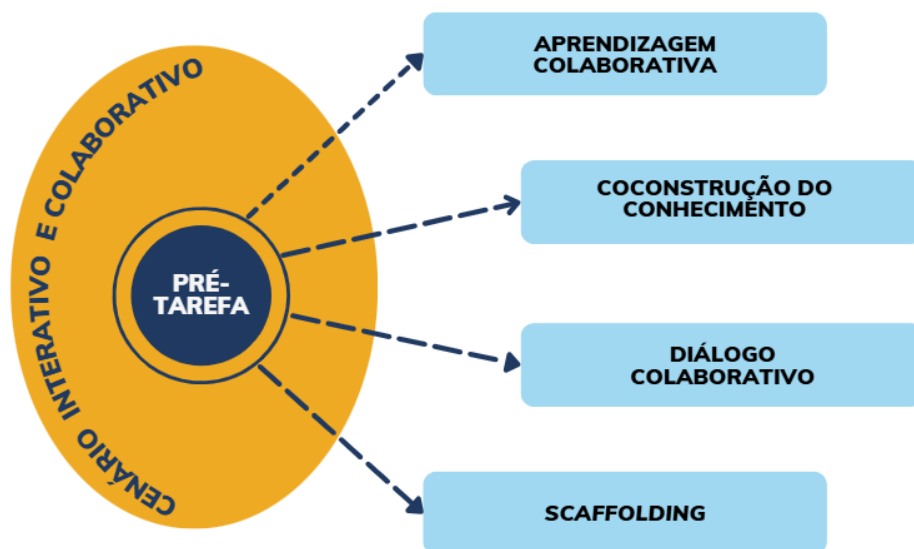 CENÁRIO INTERATIVO E COLABORATIVO
PRÉ-
TAREFA
APRENDIZAGEM
COLABORATIVA
COCONSTRUÇÃO DO
CONHECIMENTO
DIÁLOGO
COLABORATIVO
SCAFFOLDING